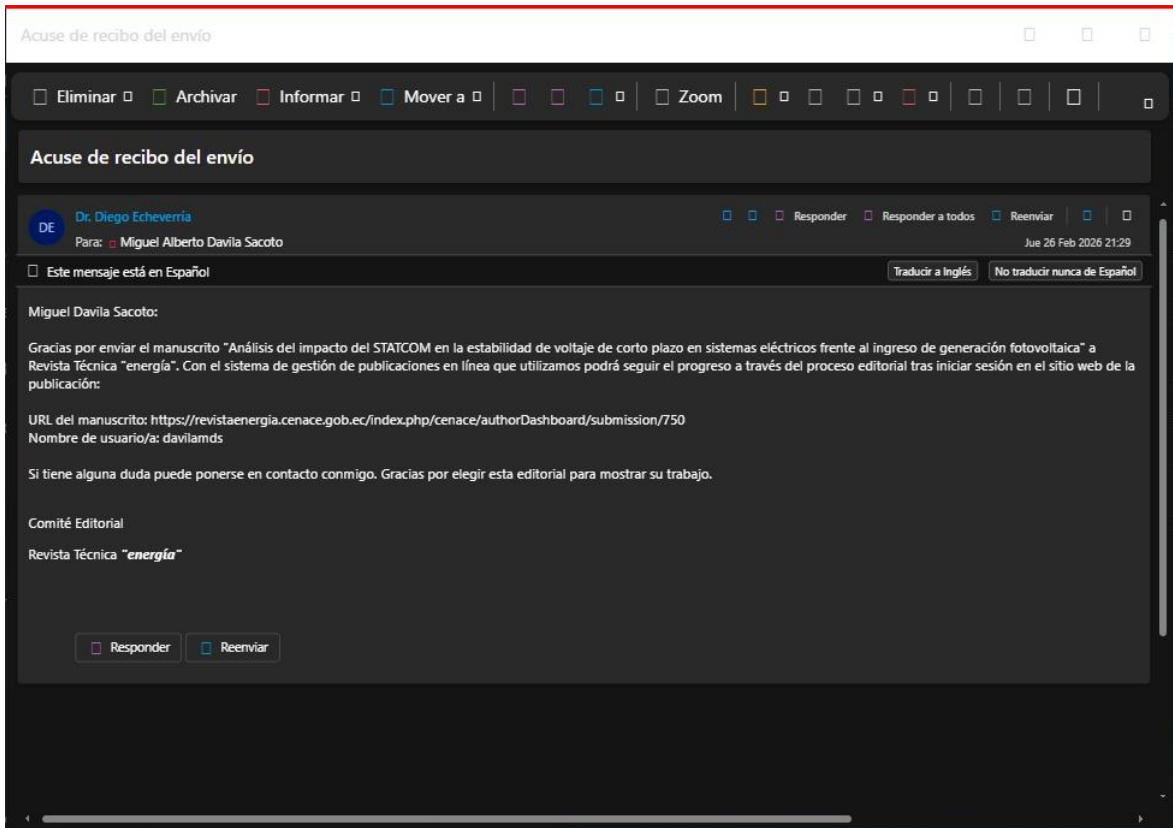 Acuse de recibo del envío
Eliminar Archivar Informar Mover a Zoom
Acuse de recibo del envío
DE
Dr. Diego Echeverría
Responder Responder a todos Reenviar
Para: Miguel Alberto Davila Sacoto
Jue 26 Feb 2026 21:29
Este mensaje está en Español
Traducir a Inglés No traducir nunca de Español
Miguel Davila Sacoto:
Gracias por enviar el manuscrito "Análisis del impacto del STATCOM en la estabilidad de voltaje de corto plazo en sistemas eléctricos frente al ingreso de generación fotovoltaica" a
Revista Técnica "energía". Con el sistema de gestión de publicaciones en línea que utilizamos podrá seguir el progreso a través del proceso editorial tras iniciar sesión en el sitio web de la
publicación:
URL del manuscrito: https://revistaenergia.cenace.gob.ec/index.php/cenace/authorDashboard/submission/750
Nombre de usuario/a: davilamds
Si tiene alguna duda puede ponerse en contacto conmigo. Gracias por elegir esta editorial para mostrar su trabajo.
Comité Editorial
Revista Técnica "energía"
Responder Reenviar